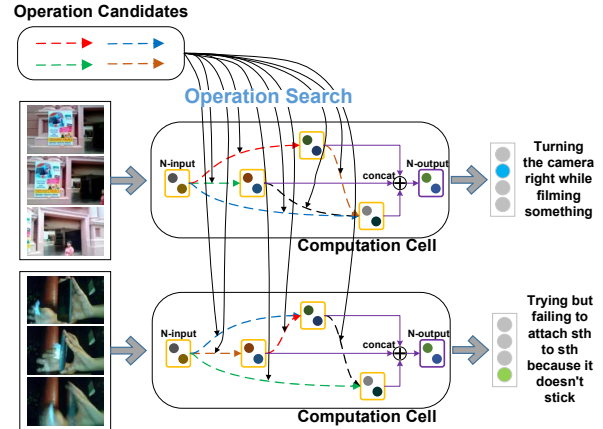 Operation Candidates
Operation Search
N-input
concat
N-output
Computation Cell
Turning
the camera
right while
filming
something
N-input
concat
N-output
Computation Cell
Trying but
failing to
attach sth
to sth
because it
doesn't
stick